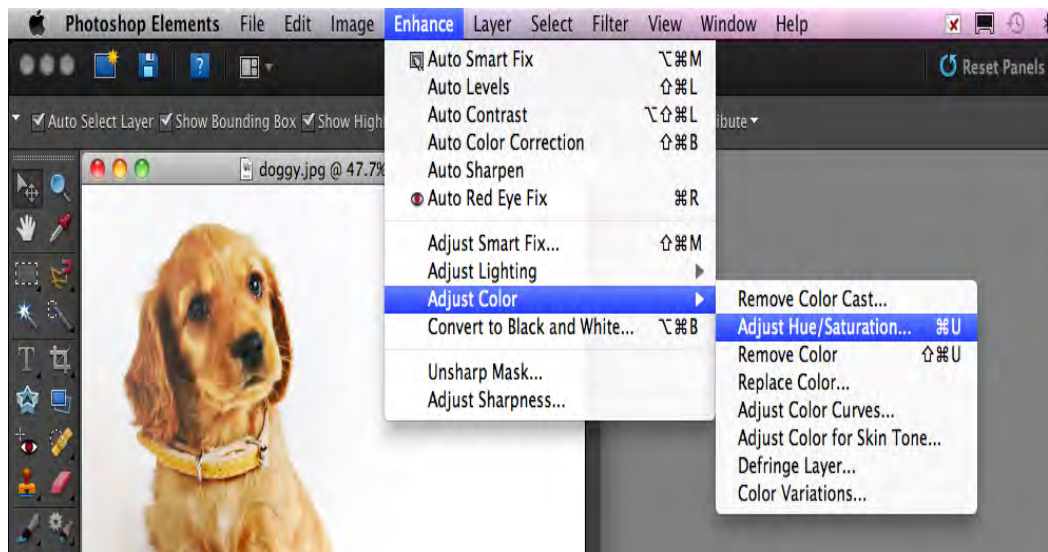 Photoshop Elements File Edit Image Enhance Layer Select Filter View Window Help
Reset Panels
Auto Select Layer Show Bounding Box Show High
ibute
doggy.jpg @ 47.7%
Auto Smart Fix ⌥⌘M
Auto Levels ⇧⌘L
Auto Contrast ⌥⇧⌘L
Auto Color Correction ⇧⌘B
Auto Sharpen
Auto Red Eye Fix ⌘R
Adjust Smart Fix... ⇧⌘M
Adjust Lighting
Adjust Color
Convert to Black and White... ⌥⌘B
Unsharp Mask...
Adjust Sharpness...
Remove Color Cast...
Adjust Hue/Saturation... ⌘U
Remove Color ⇧⌘U
Replace Color...
Adjust Color Curves...
Adjust Color for Skin Tone...
Defringe Layer...
Color Variations...